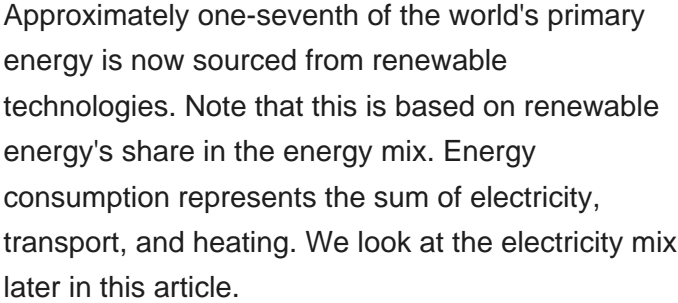 Approximately one-seventh of the world's primary
energy is now sourced from renewable
technologies. Note that this is based on renewable
energy's share in the energy mix. Energy
consumption represents the sum of electricity,
transport, and heating. We look at the electricity mix
later in this article.